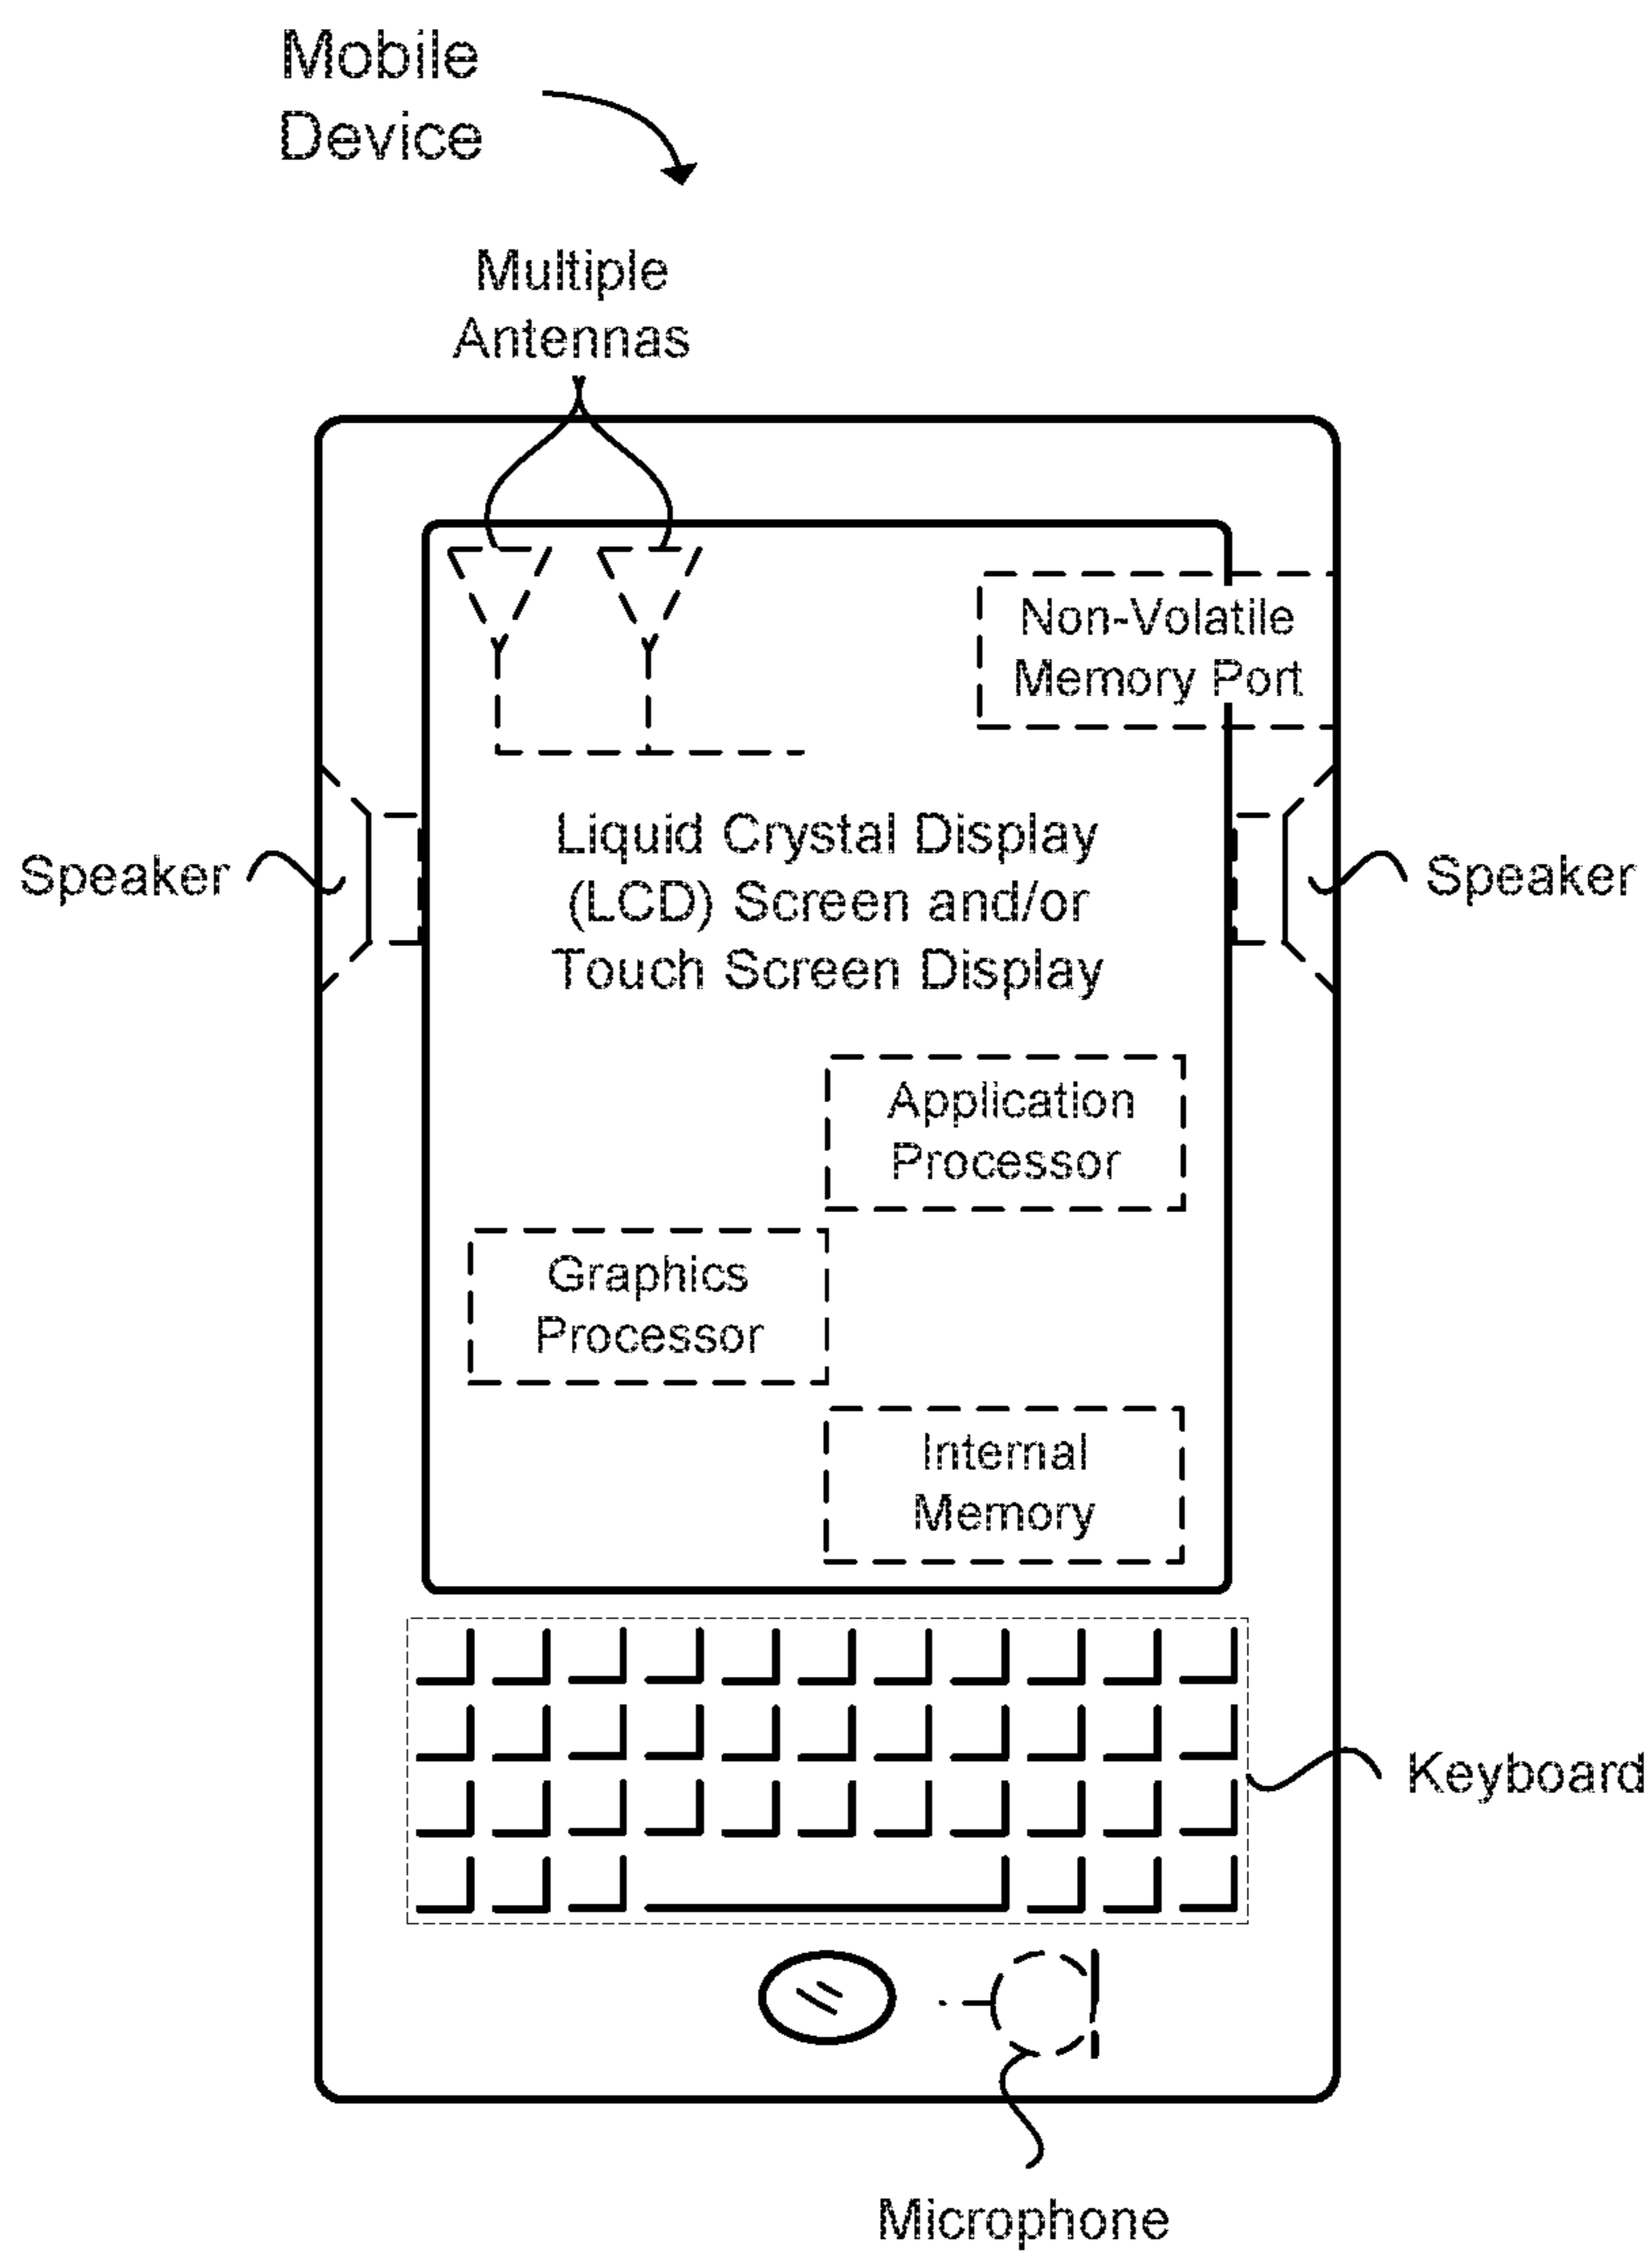 Mobile
Device
Multiple
Antennas
Non-Volatile
Memory Port
Speaker
Liquid Crystal Display
(LCD) Screen and/or
Touch Screen Display
Speaker
Application
Processor
Graphics
Processor
Internal
Memory
Keyboard
Microphone